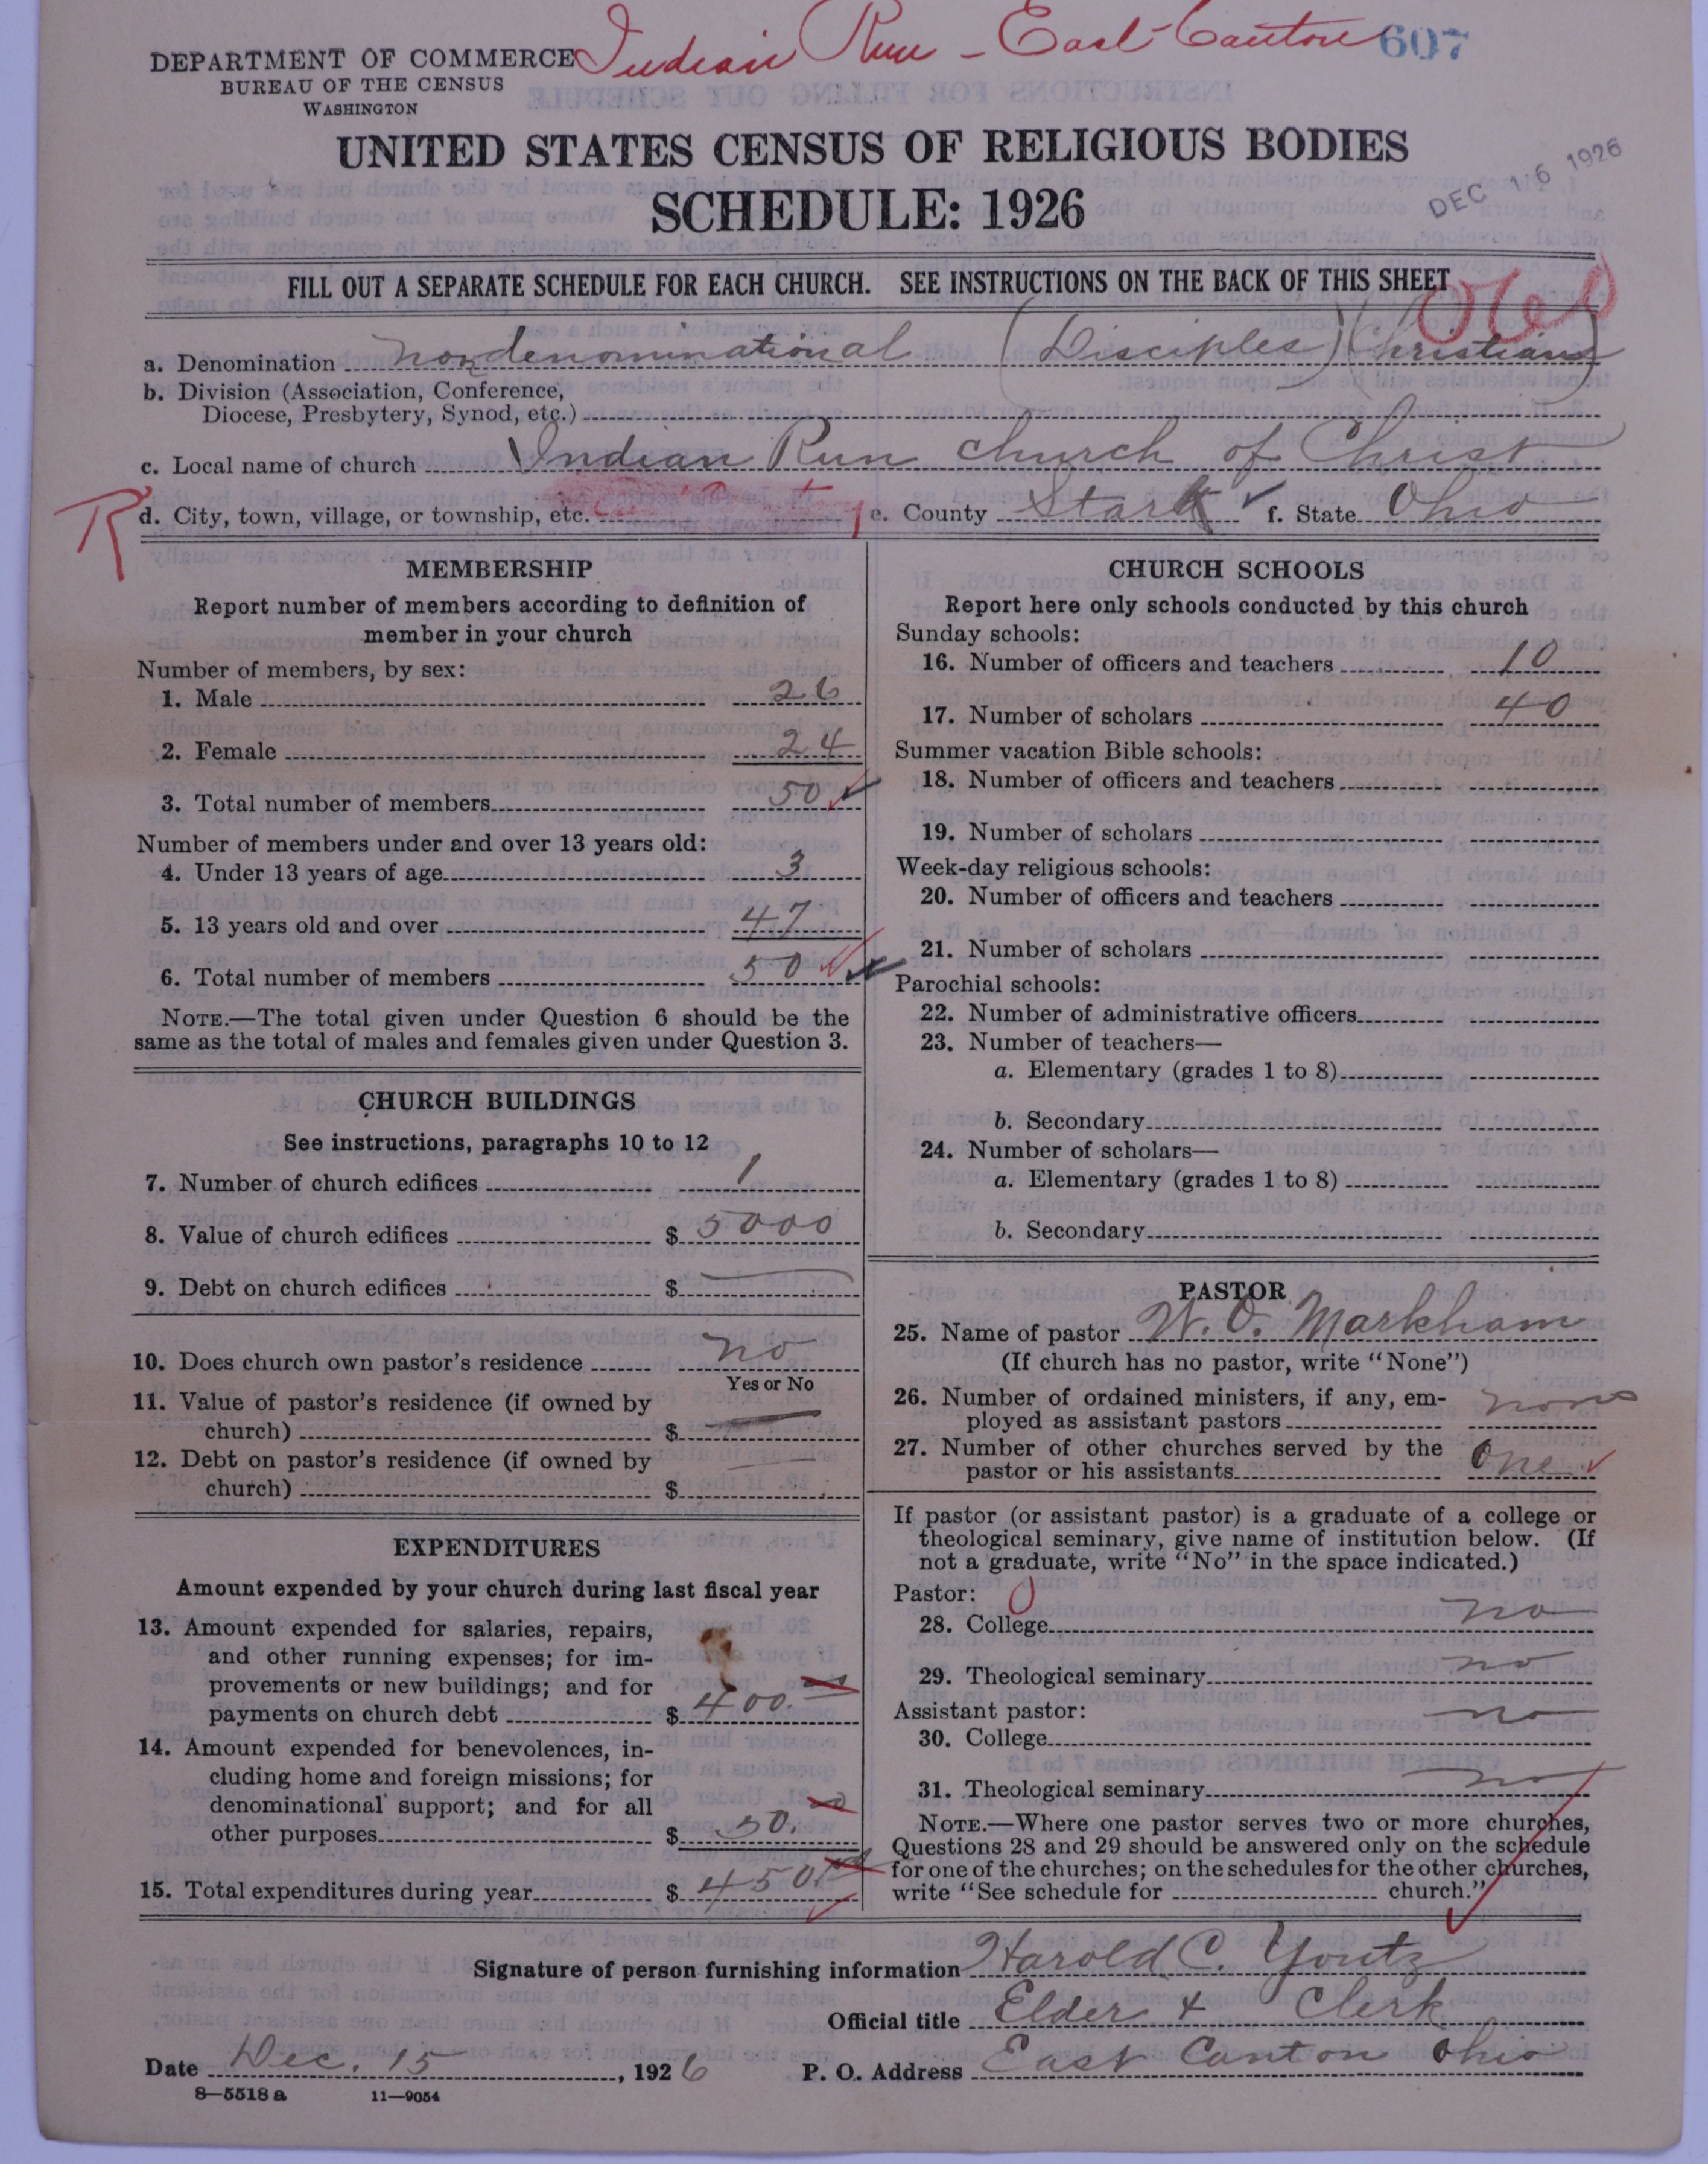 Indian Run - East Canton 607
DEPARTMENT OF COMMERCE
BUREAU OF THE CENSUS
WASHINGTON
UNITED STATES CENSUS OF RELIGIOUS BODIES
SCHEDULE: 1926
DEC 16 1926
FILL OUT A SEPARATE SCHEDULE FOR EACH CHURCH. SEE INSTRUCTIONS ON THE BACK OF THIS SHEET
a. Denomination nondenominational (Disciples) (Christians)
b. Division (Association, Conference,
Diocese, Presbytery, Synod, etc.)
c. Local name of church Indian Run church of Christ
R d. City, town, village, or township, etc. e. County Stark f. State Ohio
MEMBERSHIP
Report number of members according to definition of
member in your church
Number of members, by sex:
1. Male 26
2. Female 24
3. Total number of members 50
Number of members under and over 13 years old:
4. Under 13 years of age 3
5. 13 years old and over 47
6. Total number of members 50
NOTE.—The total given under Question 6 should be the
same as the total of males and females given under Question 3.
CHURCH BUILDINGS
See instructions, paragraphs 10 to 12
7. Number of church edifices 1
8. Value of church edifices $ 5000
9. Debt on church edifices $ —
10. Does church own pastor's residence no
Yes or No
11. Value of pastor's residence (if owned by
church) $ —
12. Debt on pastor's residence (if owned by
church) $ —
EXPENDITURES
Amount expended by your church during last fiscal year
13. Amount expended for salaries, repairs,
and other running expenses; for im-
provements or new buildings; and for
payments on church debt $ 400.
14. Amount expended for benevolences, in-
cluding home and foreign missions; for
denominational support; and for all
other purposes $ 50.
15. Total expenditures during year $ 450.
CHURCH SCHOOLS
Report here only schools conducted by this church
Sunday schools:
16. Number of officers and teachers 10
17. Number of scholars 40
Summer vacation Bible schools:
18. Number of officers and teachers
19. Number of scholars
Week-day religious schools:
20. Number of officers and teachers
21. Number of scholars
Parochial schools:
22. Number of administrative officers
23. Number of teachers—
a. Elementary (grades 1 to 8)
b. Secondary
24. Number of scholars—
a. Elementary (grades 1 to 8)
b. Secondary
PASTOR
25. Name of pastor W. O. Markham
(If church has no pastor, write "None")
26. Number of ordained ministers, if any, em-
ployed as assistant pastors none
27. Number of other churches served by the
pastor or his assistants One
If pastor (or assistant pastor) is a graduate of a college or
theological seminary, give name of institution below. (If
not a graduate, write "No" in the space indicated.)
Pastor: 0
28. College no
29. Theological seminary no
Assistant pastor:
30. College no
31. Theological seminary no
NOTE.—Where one pastor serves two or more churches,
Questions 28 and 29 should be answered only on the schedule
for one of the churches; on the schedules for the other churches,
write "See schedule for church."
Signature of person furnishing information Harold C. Youtz
Official title Elder & Clerk
Date Dec. 15, 1926 P. O. Address East Canton Ohio
8—5518 a 11—9054